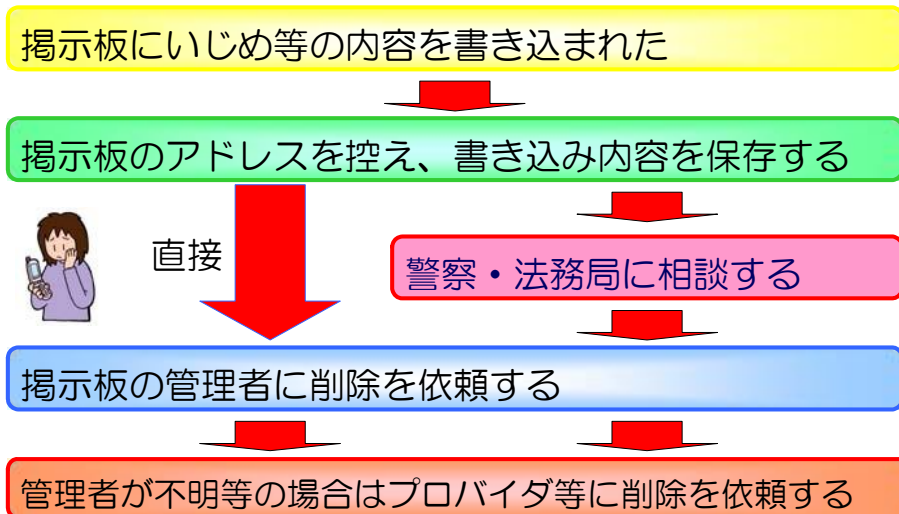 掲示板にいじめ等の内容を書き込まれた
掲示板のアドレスを控え、書き込み内容を保存する
直接
警察・法務局に相談する
掲示板の管理者に削除を依頼する
管理者が不明等の場合はプロバイダ等に削除を依頼する